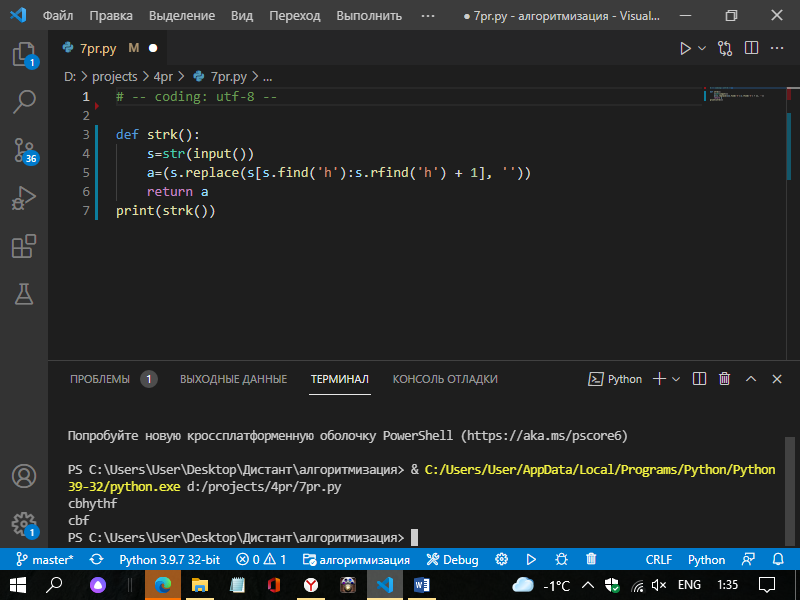 Файл Правка Выделение Вид Переход Выполнить ··· ● 7pr.py - алгоритмизация - Visual...
7pr.py M ●
D: > projects > 4pr > 7pr.py > ...
1 # -- coding: utf-8 --
2
3 def strk():
4 s=str(input())
5 a=(s.replace(s[s.find('h'):s.rfind('h') + 1], ''))
6 return a
7 print(strk())
1
36
1
ПРОБЛЕМЫ 1 ВЫХОДНЫЕ ДАННЫЕ ТЕРМИНАЛ КОНСОЛЬ ОТЛАДКИ Python
Попробуйте новую кроссплатформенную оболочку PowerShell (https://aka.ms/pscore6)
PS C:\Users\User\Desktop\Дистант\алгоритмизация> & C:/Users/User/AppData/Local/Programs/Python/Python
39-32/python.exe d:/projects/4pr/7pr.py
cbhythf
cbf
PS C:\Users\User\Desktop\Дистант\алгоритмизация>
master* Python 3.9.7 32-bit 0 1 алгоритмизация Debug CRLF Python
-1°C ENG 1:35